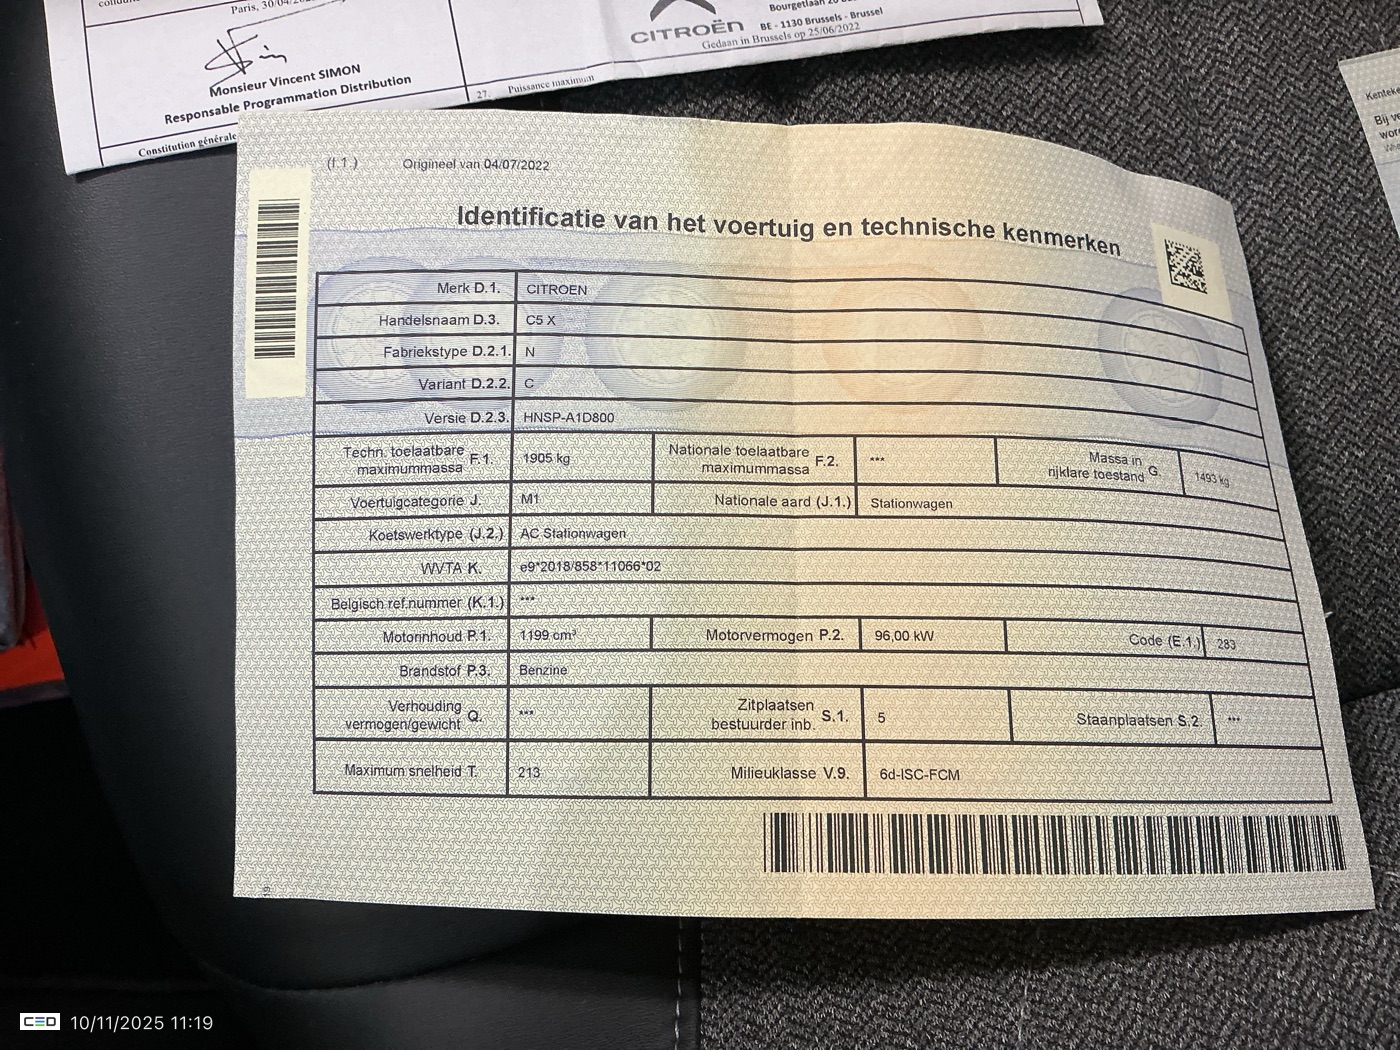 Paris, 30/04/
Monsieur Vincent SIMON
Responsable Programmation Distribution
Constitution générale
CITROËN
Bourgetlaan 20
BE - 1130 Brussels - Brussel
Gedaan in Brussels op 25/06/2022
27. Puissance maximum
Bij
(f.1 ) Origineel van 04/07/2022
Identificatie van het voertuig en technische kenmerken
Merk D.1. CITROEN
Handelsnaam D.3. C5 X
Fabriekstype D.2.1. N
Variant D.2.2. C
Versie D.2.3. HNSP-A1D800
Techn. toelaatbare maximummassa F.1. 1905 kg Nationale toelaatbare maximummassa F.2. *** Massa in rijklare toestand G. 1493 kg
Voertuigcategorie J. M1 Nationale aard (J.1.) Stationwagen
Koetswerktype (J.2.) AC Stationwagen
WVTA K. e9*2018/858*11066*02
Belgisch ref.nummer (K.1.) ***
Motorinhoud P.1. 1199 cm³ Motorvermogen P.2. 96,00 kW Code (E.1.) 283
Brandstof P.3. Benzine
Verhouding vermogen/gewicht Q. *** Zitplaatsen bestuurder inb. S.1. 5 Staanplaatsen S.2. ***
Maximum snelheid T. 213 Milieuklasse V.9. 6d-ISC-FCM
CED 10/11/2025 11:19